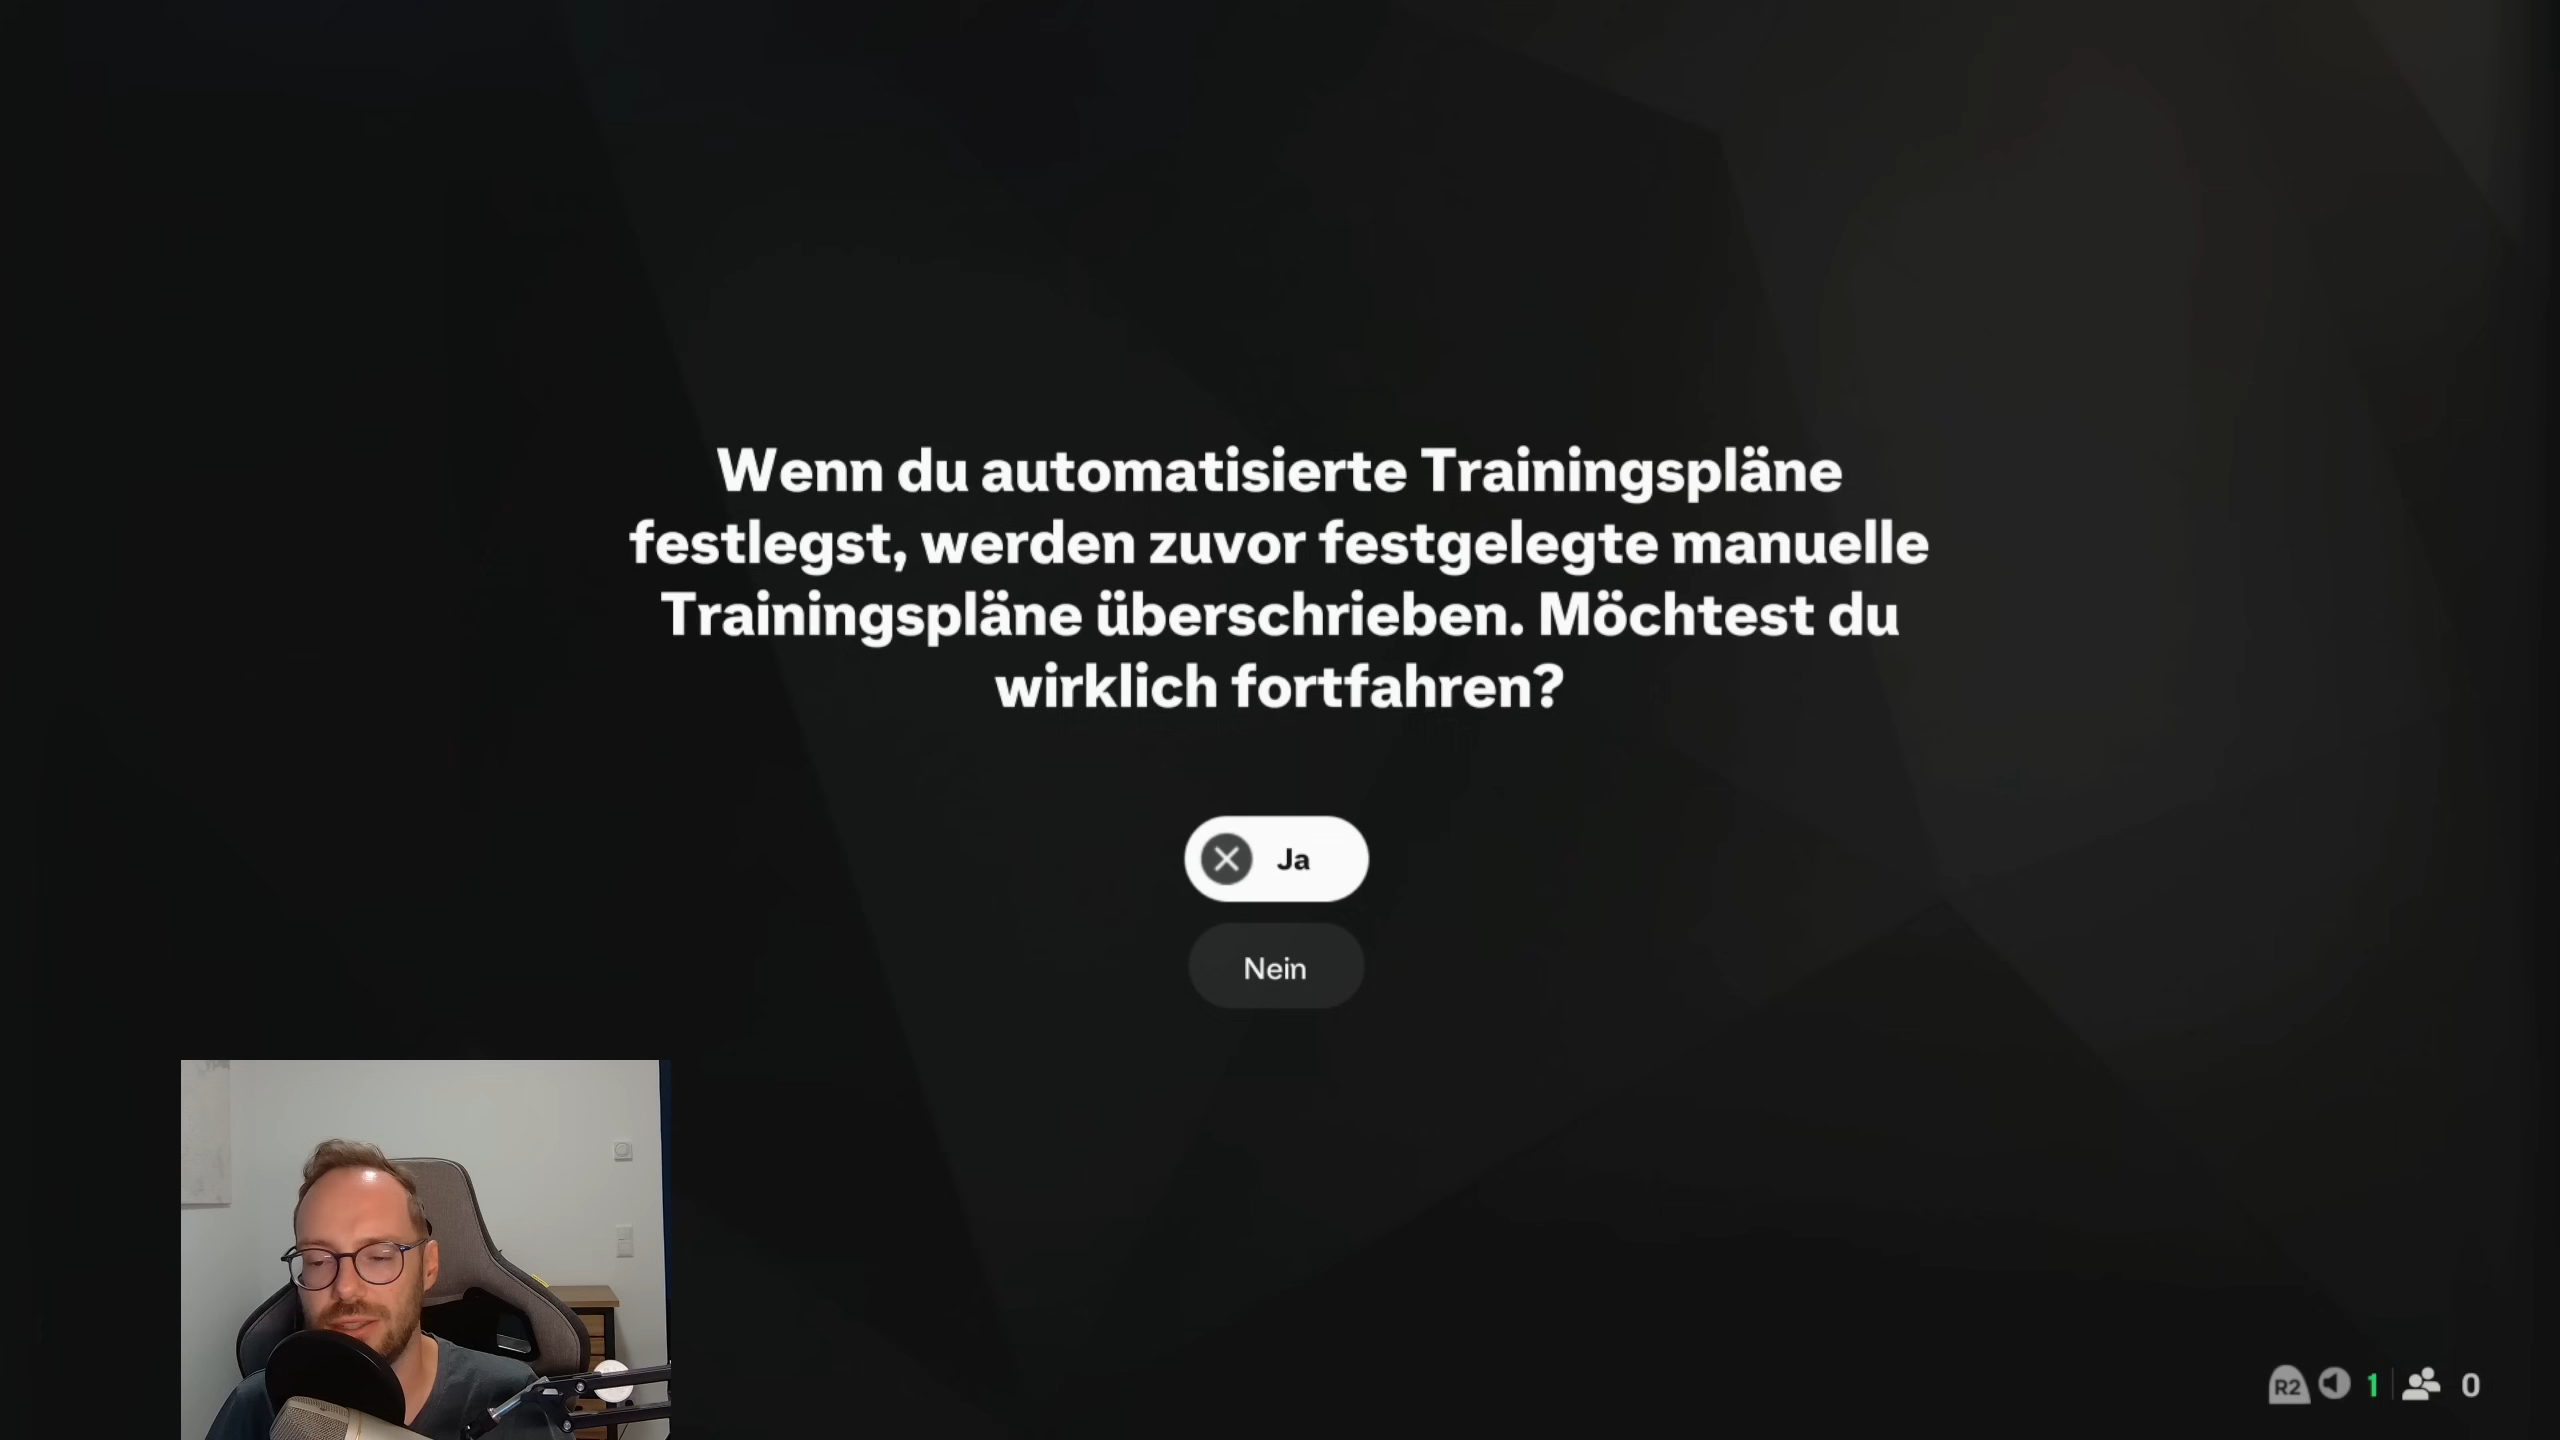 Wenn du automatisierte Trainingspläne
festlegst, werden zuvor festgelegte manuelle
Trainingspläne überschrieben. Möchtest du
wirklich fortfahren?
Ja
Nein
R2 1 0